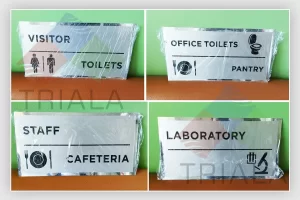 VISITOR
TOILETS
OFFICE TOILETS
PANTRY
TRIALA
STAFF
CAFETERIA
LABORATORY
TRIALA